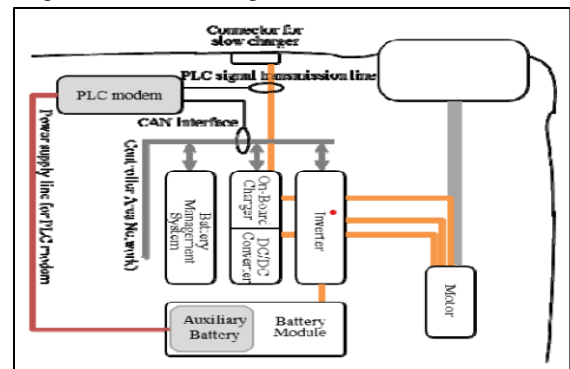 Connector for
slow charger
PLC signal transmission line
PLC modem
CAN Interface
Power supply line for PLC modem
Controller Area Network)
Battery
Management
System
On-Board
Charger
DC/DC
Converter
Inverter
Motor
Auxiliary
Battery
Battery
Module